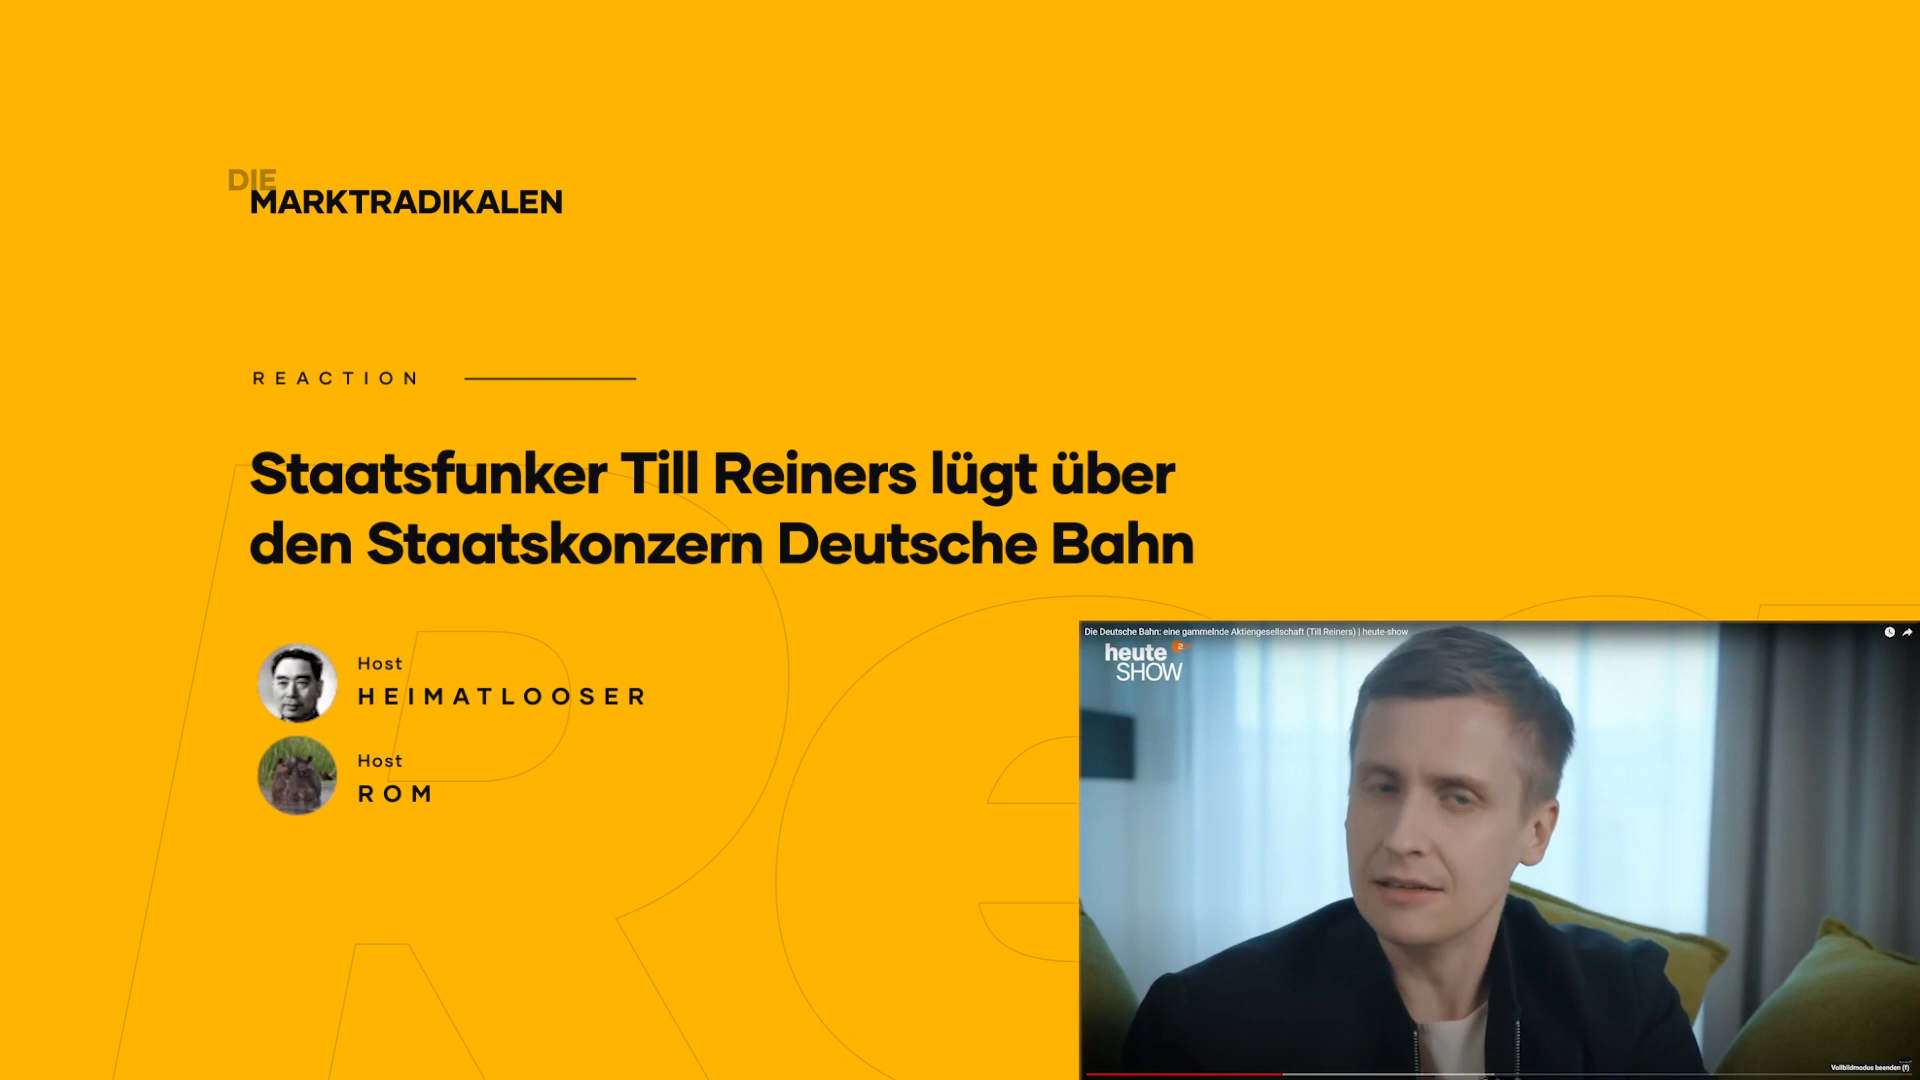 DIE
MARKTRADIKALEN
REACTION
Staatsfunker Till Reiners lügt über
den Staatskonzern Deutsche Bahn
Host
HEIMATLOOSER
Host
ROM
Die Deutsche Bahn: eine gammelnde Aktiengesellschaft (Till Reiners) | heute-show
heute
SHOW
Vollbildmodus beenden (f)